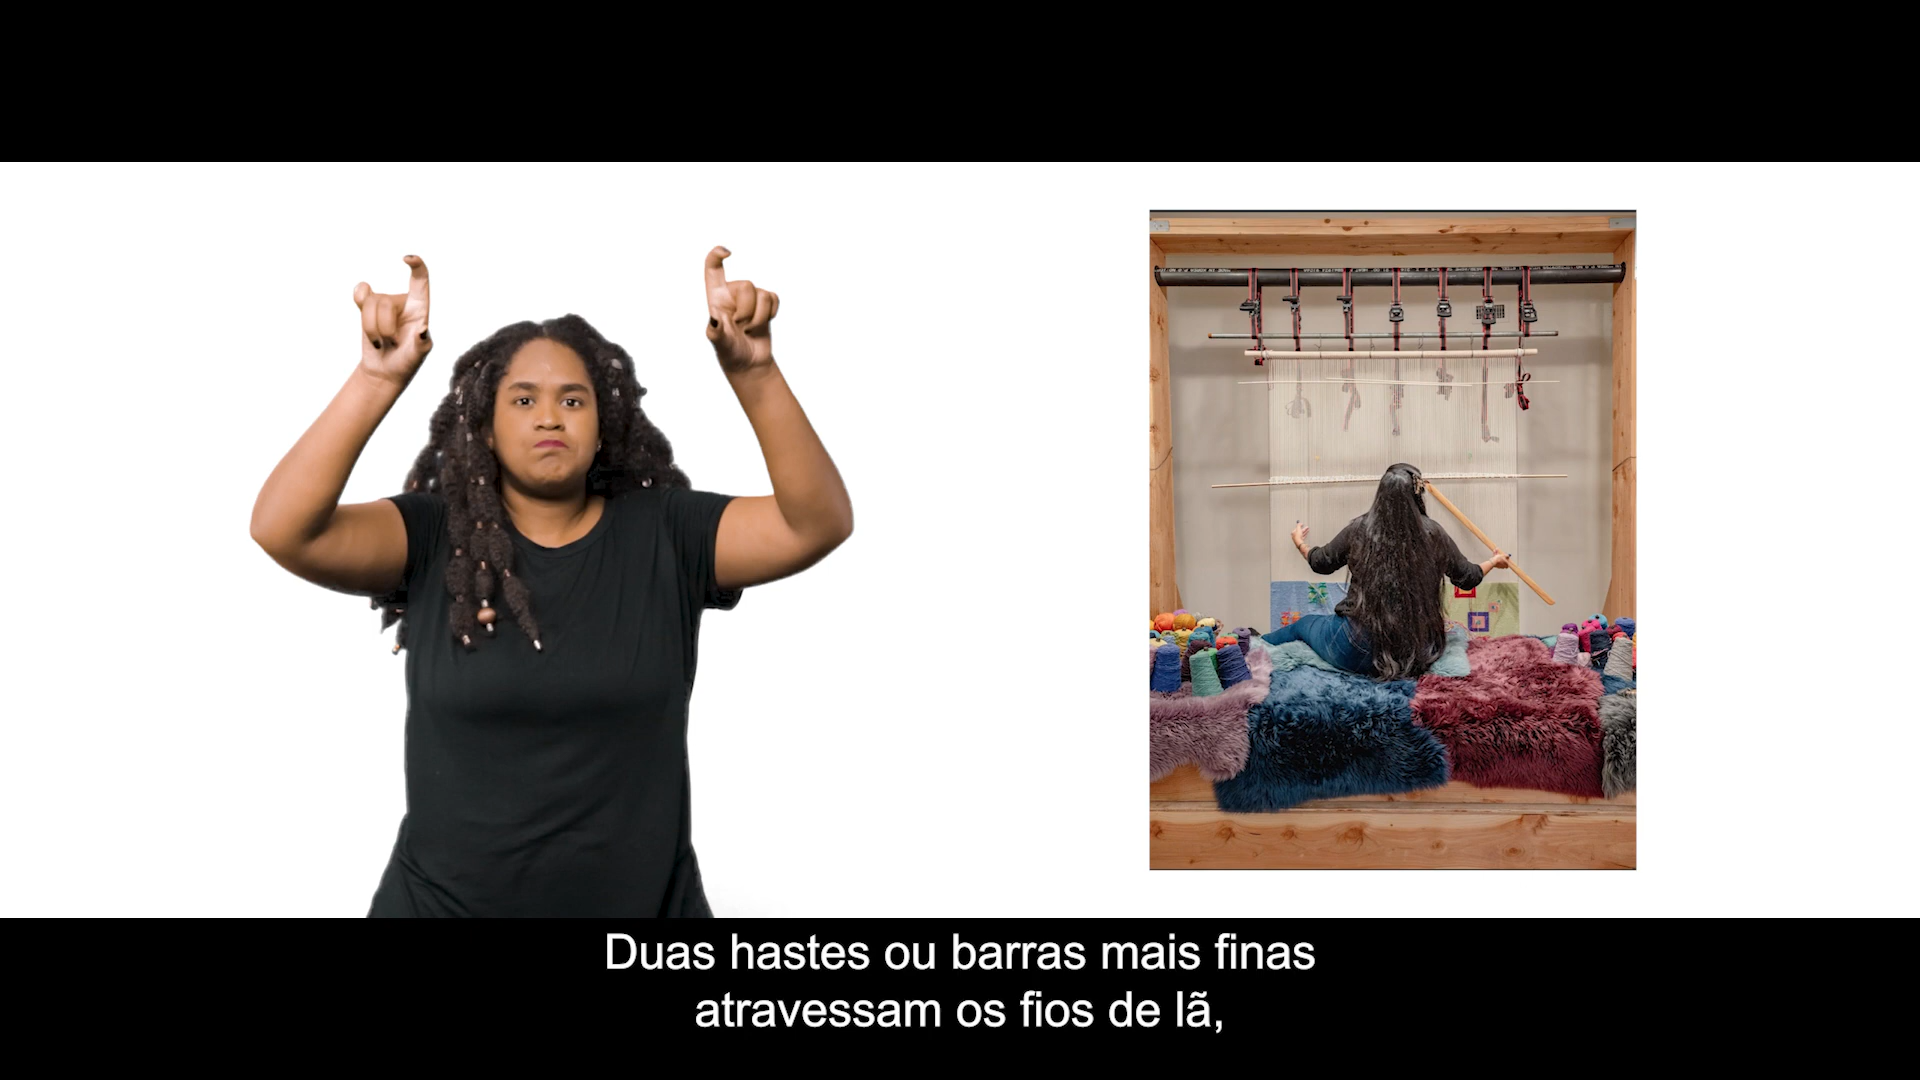 Duas hastes ou barras mais finas
atravessam os fios de lã,